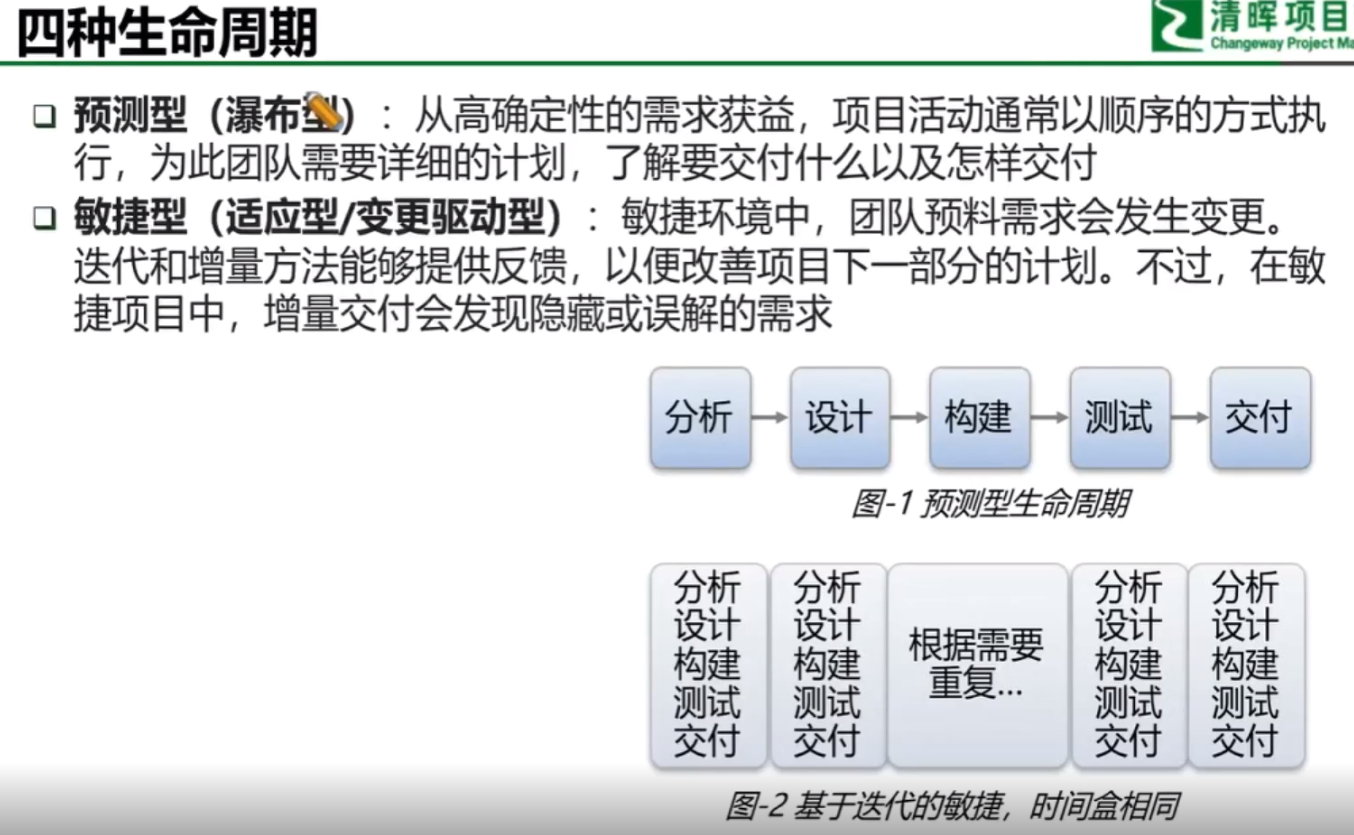 四种生命周期
清晖项目
Changeway Project Ma
预测型（瀑布型）：从高确定性的需求获益，项目活动通常以顺序的方式执
行，为此团队需要详细的计划，了解要交付什么以及怎样交付
敏捷型（适应型/变更驱动型）：敏捷环境中，团队预料需求会发生变更。
迭代和增量方法能够提供反馈，以便改善项目下一部分的计划。不过，在敏
捷项目中，增量交付会发现隐藏或误解的需求
分析
设计
构建
测试
交付
图-1 预测型生命周期
分析
设计
构建
测试
交付
分析
设计
构建
测试
交付
根据需要
重复...
分析
设计
构建
测试
交付
分析
设计
构建
测试
交付
图-2 基于迭代的敏捷，时间盒相同